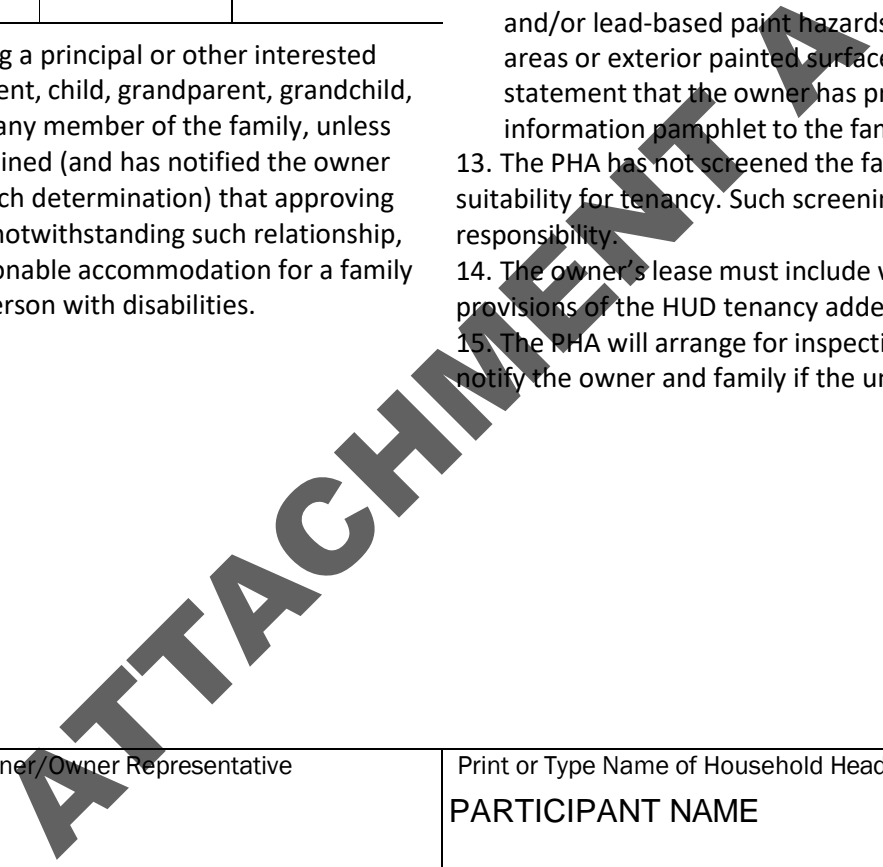 g a principal or other interested
ent, child, grandparent, grandchild,
any member of the family, unless
ined (and has notified the owner
ch determination) that approving
notwithstanding such relationship,
onable accommodation for a family
erson with disabilities.
and/or lead-based paint hazards
areas or exterior painted surface
statement that the owner has pr
information pamphlet to the fam
13. The PHA has not screened the fa
suitability for tenancy. Such screenin
responsibility.
14. The owner’s lease must include w
provisions of the HUD tenancy adde
15. The PHA will arrange for inspecti
notify the owner and family if the un
ATTACHMENT A
ner/Owner Representative
Print or Type Name of Household Head
PARTICIPANT NAME